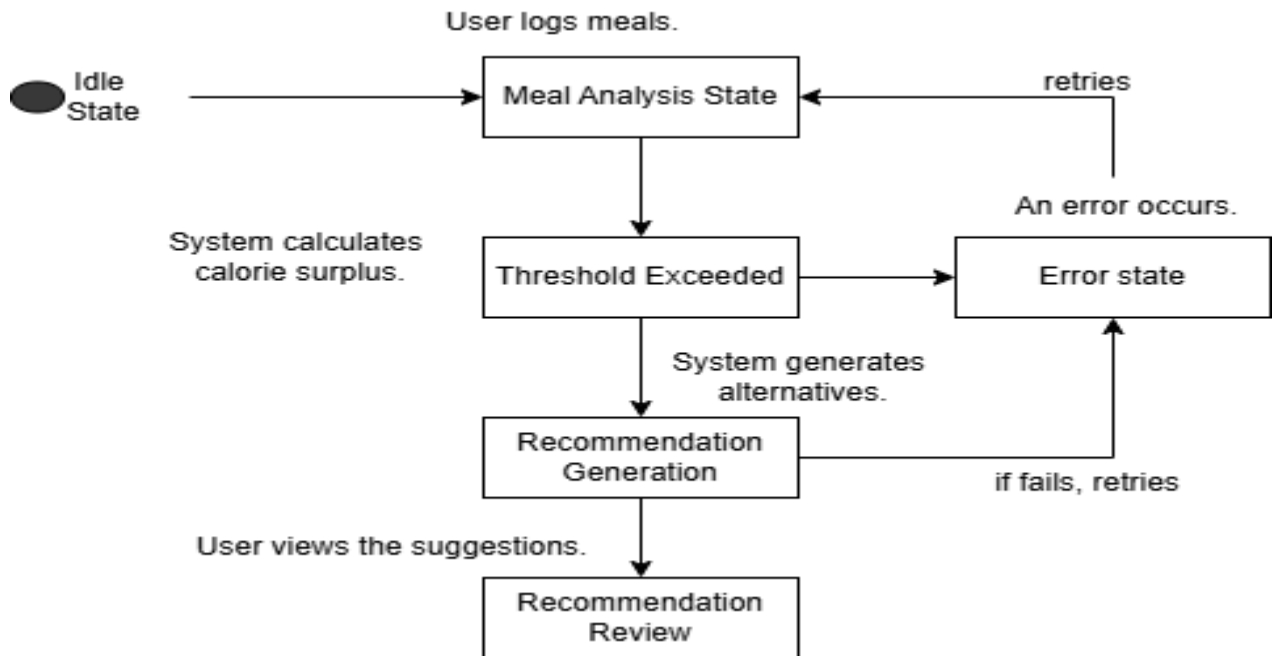 User logs meals.
Idle
State
Meal Analysis State
retries
An error occurs.
System calculates
calorie surplus.
Threshold Exceeded
Error state
System generates
alternatives.
Recommendation
Generation
if fails, retries
User views the suggestions.
Recommendation
Review